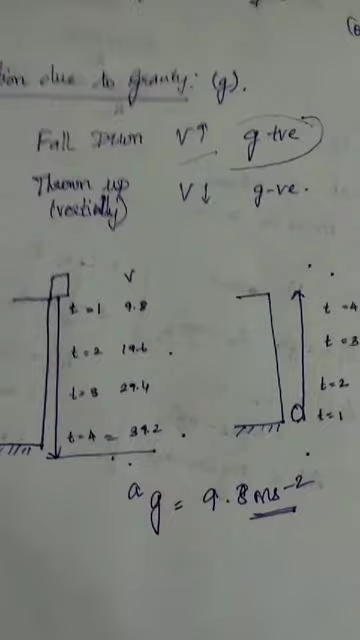 tion due to gravity: (g).
Fall Down V↑ g +ve
Thrown up V↓ g -ve.
(vertically)
V
t = 1 9.8
t = 2 19.6
t = 3 29.4
t = 4 = 39.2
t = 4
t = 3
t = 2
t = 1
a g = 9.8 ms⁻²